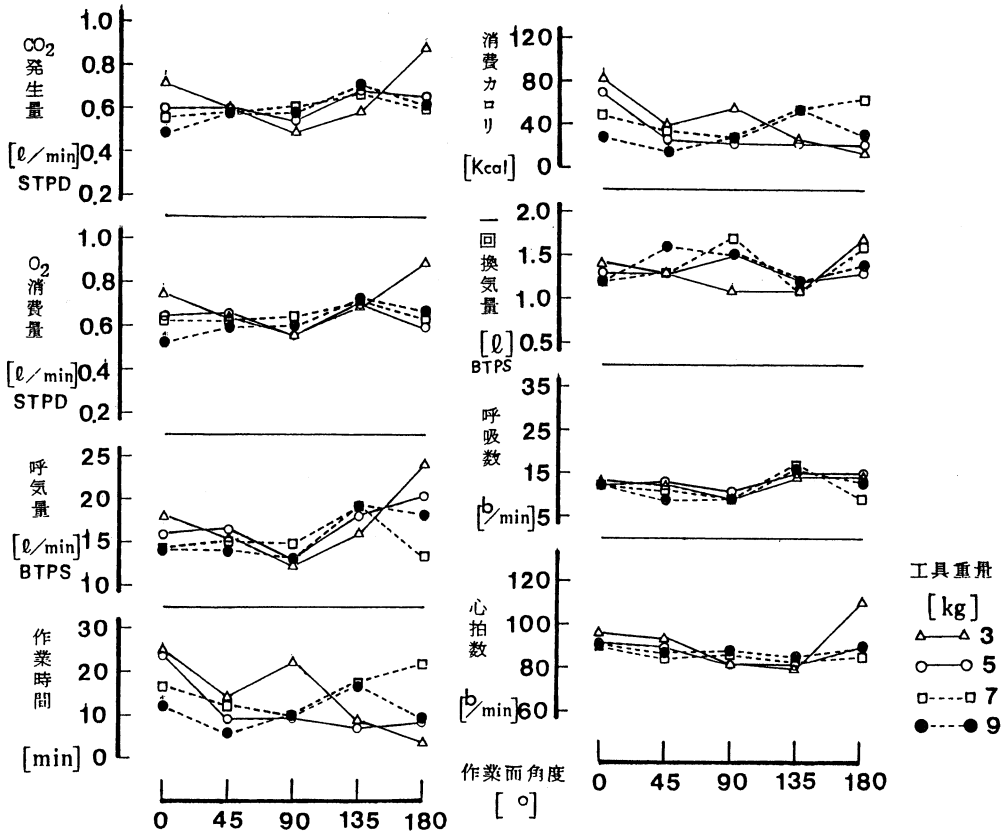 CO2
発生量
[ℓ/min]
STPD
1.0
0.8
0.6
0.4
0.2
O2
消費量
[ℓ/min]
STPD
1.0
0.8
0.6
0.4
0.2
呼気量
[ℓ/min]
BTPS
25
20
15
10
作業時間
[min]
30
20
10
0
0 45 90 135 180
消費カロリ
[Kcal]
120
80
40
0
一回換気量
[ℓ]
BTPS
2.0
1.5
1.0
0.5
呼吸数
[b/min]
35
25
15
5
心拍数
[b/min]
120
100
80
60
作業面角度
[°]
0 45 90 135 180
工具重量
[kg]
3
5
7
9